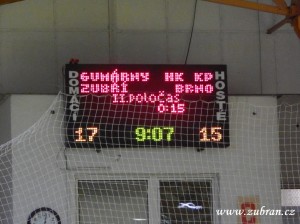 GUMÁRNY HK KP
ZUBŘÍ BRNO
II.poločas
0:15
DOMÁCÍ
HOSTÉ
17 9:07 15
www.zubran.cz